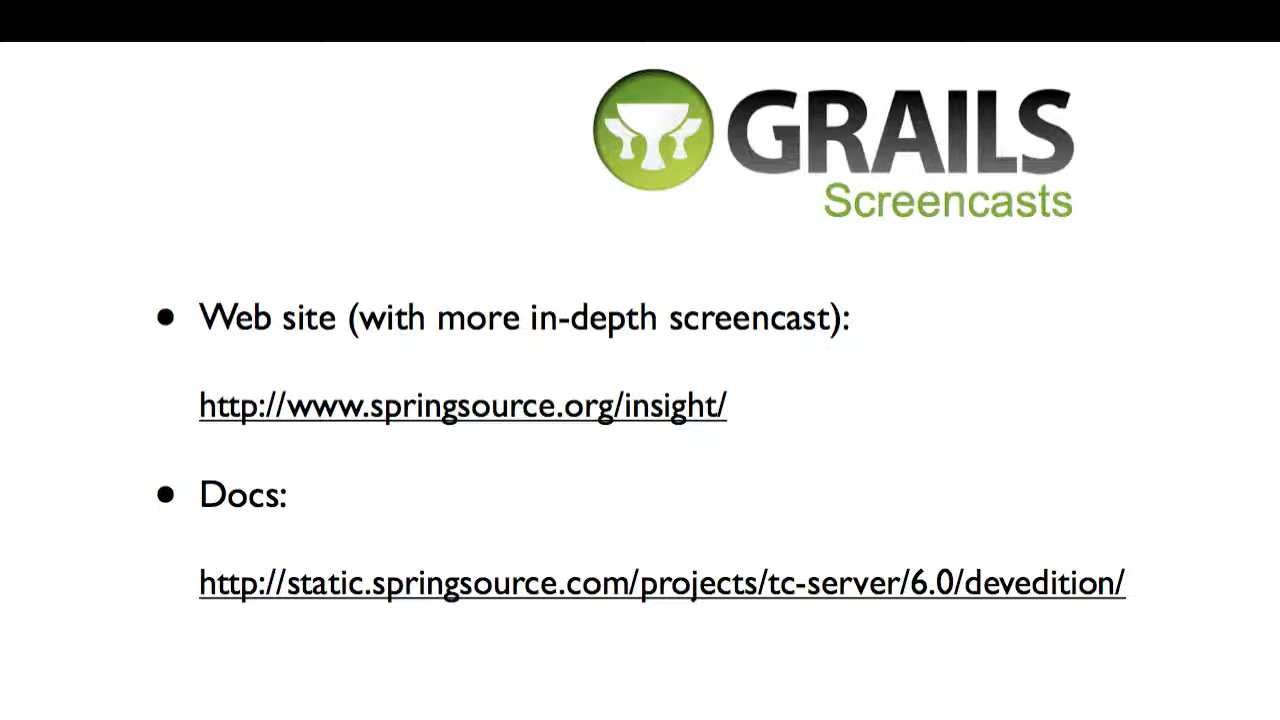 GRAILS
Screencasts
• Web site (with more in-depth screencast):
http://www.springsource.org/insight/
• Docs:
http://static.springsource.com/projects/tc-server/6.0/devedition/